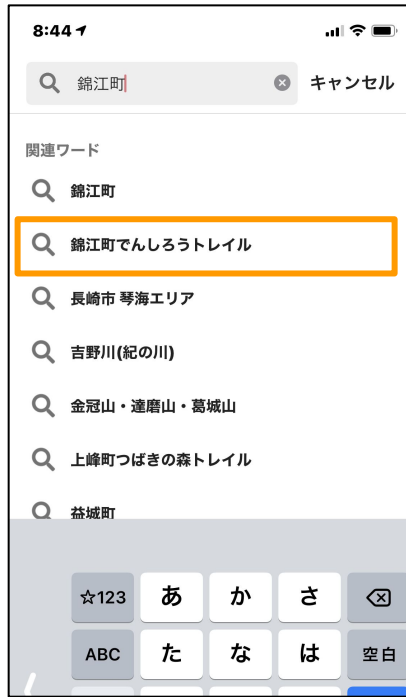 8:44
錦江町
キャンセル
関連ワード
錦江町
錦江町でんしろうトレイル
長崎市 琴海エリア
吉野川(紀の川)
金冠山・達磨山・葛城山
上峰町つばきの森トレイル
益城町
☆123 あ か さ
ABC た な は 空白